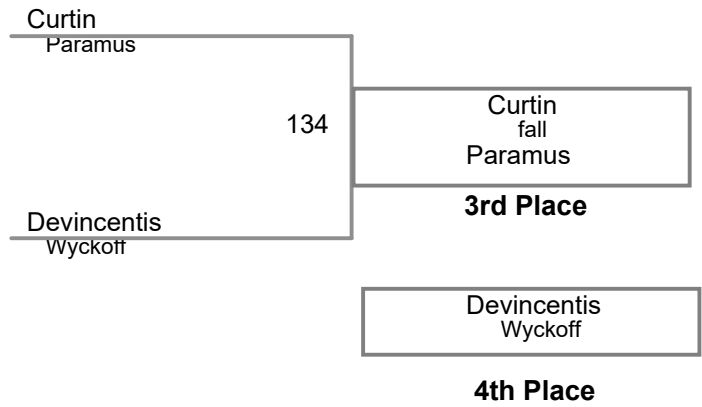 Curtin
Paramus
134
Curtin
fall
Paramus
3rd Place
Devincentis
Wyckoff
Devincentis
Wyckoff
4th Place